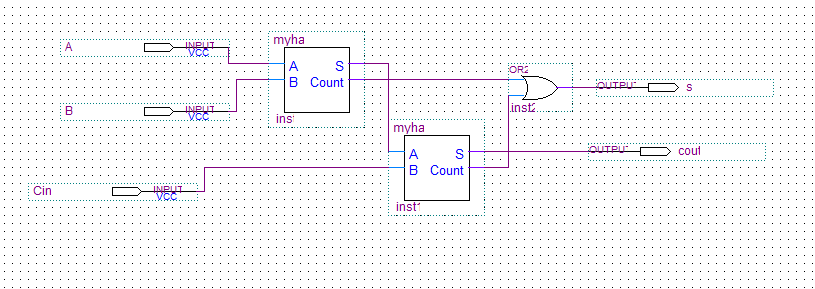 A
INPUT
VCC
myha
A
S
B
Count
inst
B
INPUT
VCC
OR2
inst2
OUTPUT
s
myha
A
S
B
Count
inst1
OUTPUT
cout
Cin
INPUT
VCC